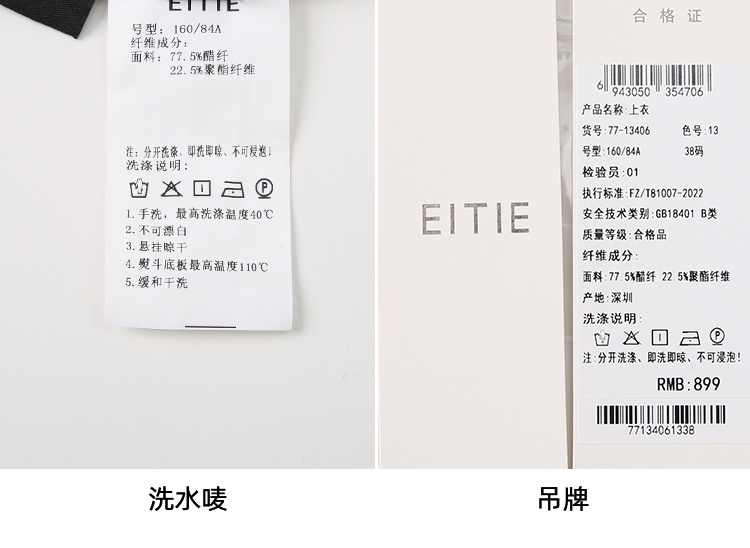 EITIE
号型: 160/84A
纤维成分:
面料: 77.5%醋纤
22.5%聚酯纤维
注: 分开洗涤、即洗即晾、不可浸泡!
洗涤说明:
P
1.手洗，最高洗涤温度40℃
2.不可漂白
3.悬挂晾干
4.熨斗底板最高温度110℃
5.缓和干洗
洗水唛
EITIE
合格证
6 943050 354706
产品名称:上衣
货号:77-13406 色号:13
号型:160/84A 38码
检验员:01
执行标准:FZ/T81007-2022
安全技术类别:GB18401 B类
质量等级:合格品
纤维成分:
面料:77.5%醋纤 22.5%聚酯纤维
产地:深圳
洗涤说明:
P
注:分开洗涤、即洗即晾、不可浸泡!
RMB:899
77134061338
吊牌